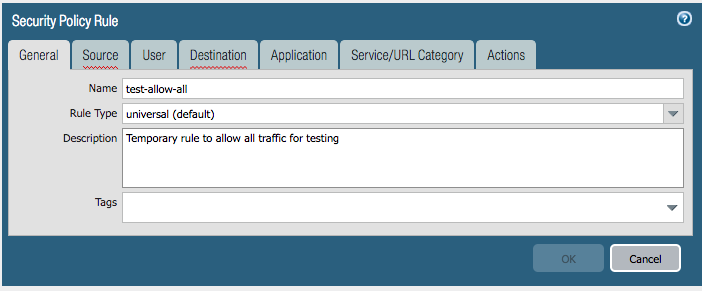 Security Policy Rule
General Source User Destination Application Service/URL Category Actions
Name test-allow-all
Rule Type universal (default)
Description Temporary rule to allow all traffic for testing
Tags
OK Cancel